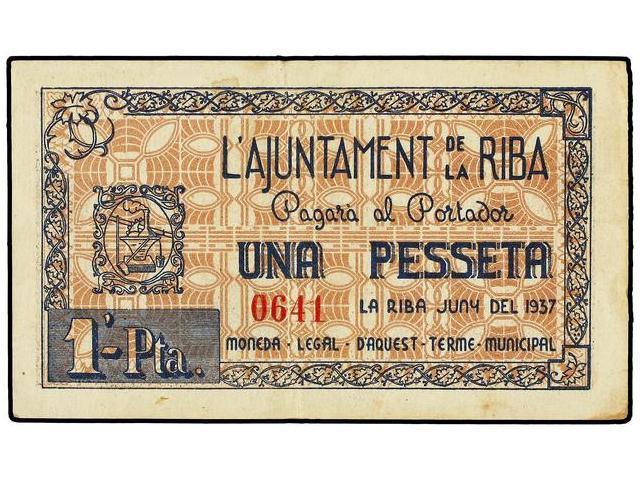 L'AJUNTAMENT DE LA RIBA
Pagarà al Portador
UNA PESSETA
0641 LA RIBA JUNY DEL 1937
1'- Pta.
MONEDA - LEGAL - D'AQUEST - TERME - MUNICIPAL